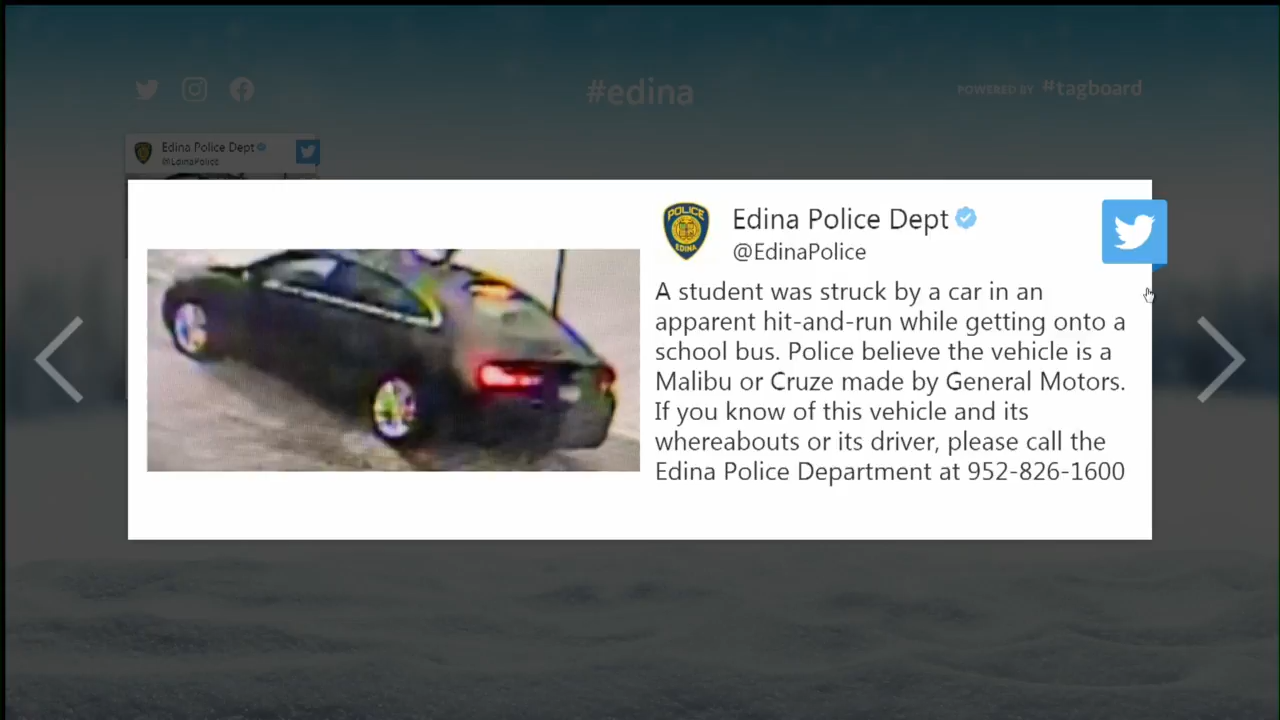 #edina
POWERED BY #tagboard
Edina Police Dept
@EdinaPolice
POLICE
EDINA
Edina Police Dept
@EdinaPolice
A student was struck by a car in an
apparent hit-and-run while getting onto a
school bus. Police believe the vehicle is a
Malibu or Cruze made by General Motors.
If you know of this vehicle and its
whereabouts or its driver, please call the
Edina Police Department at 952-826-1600